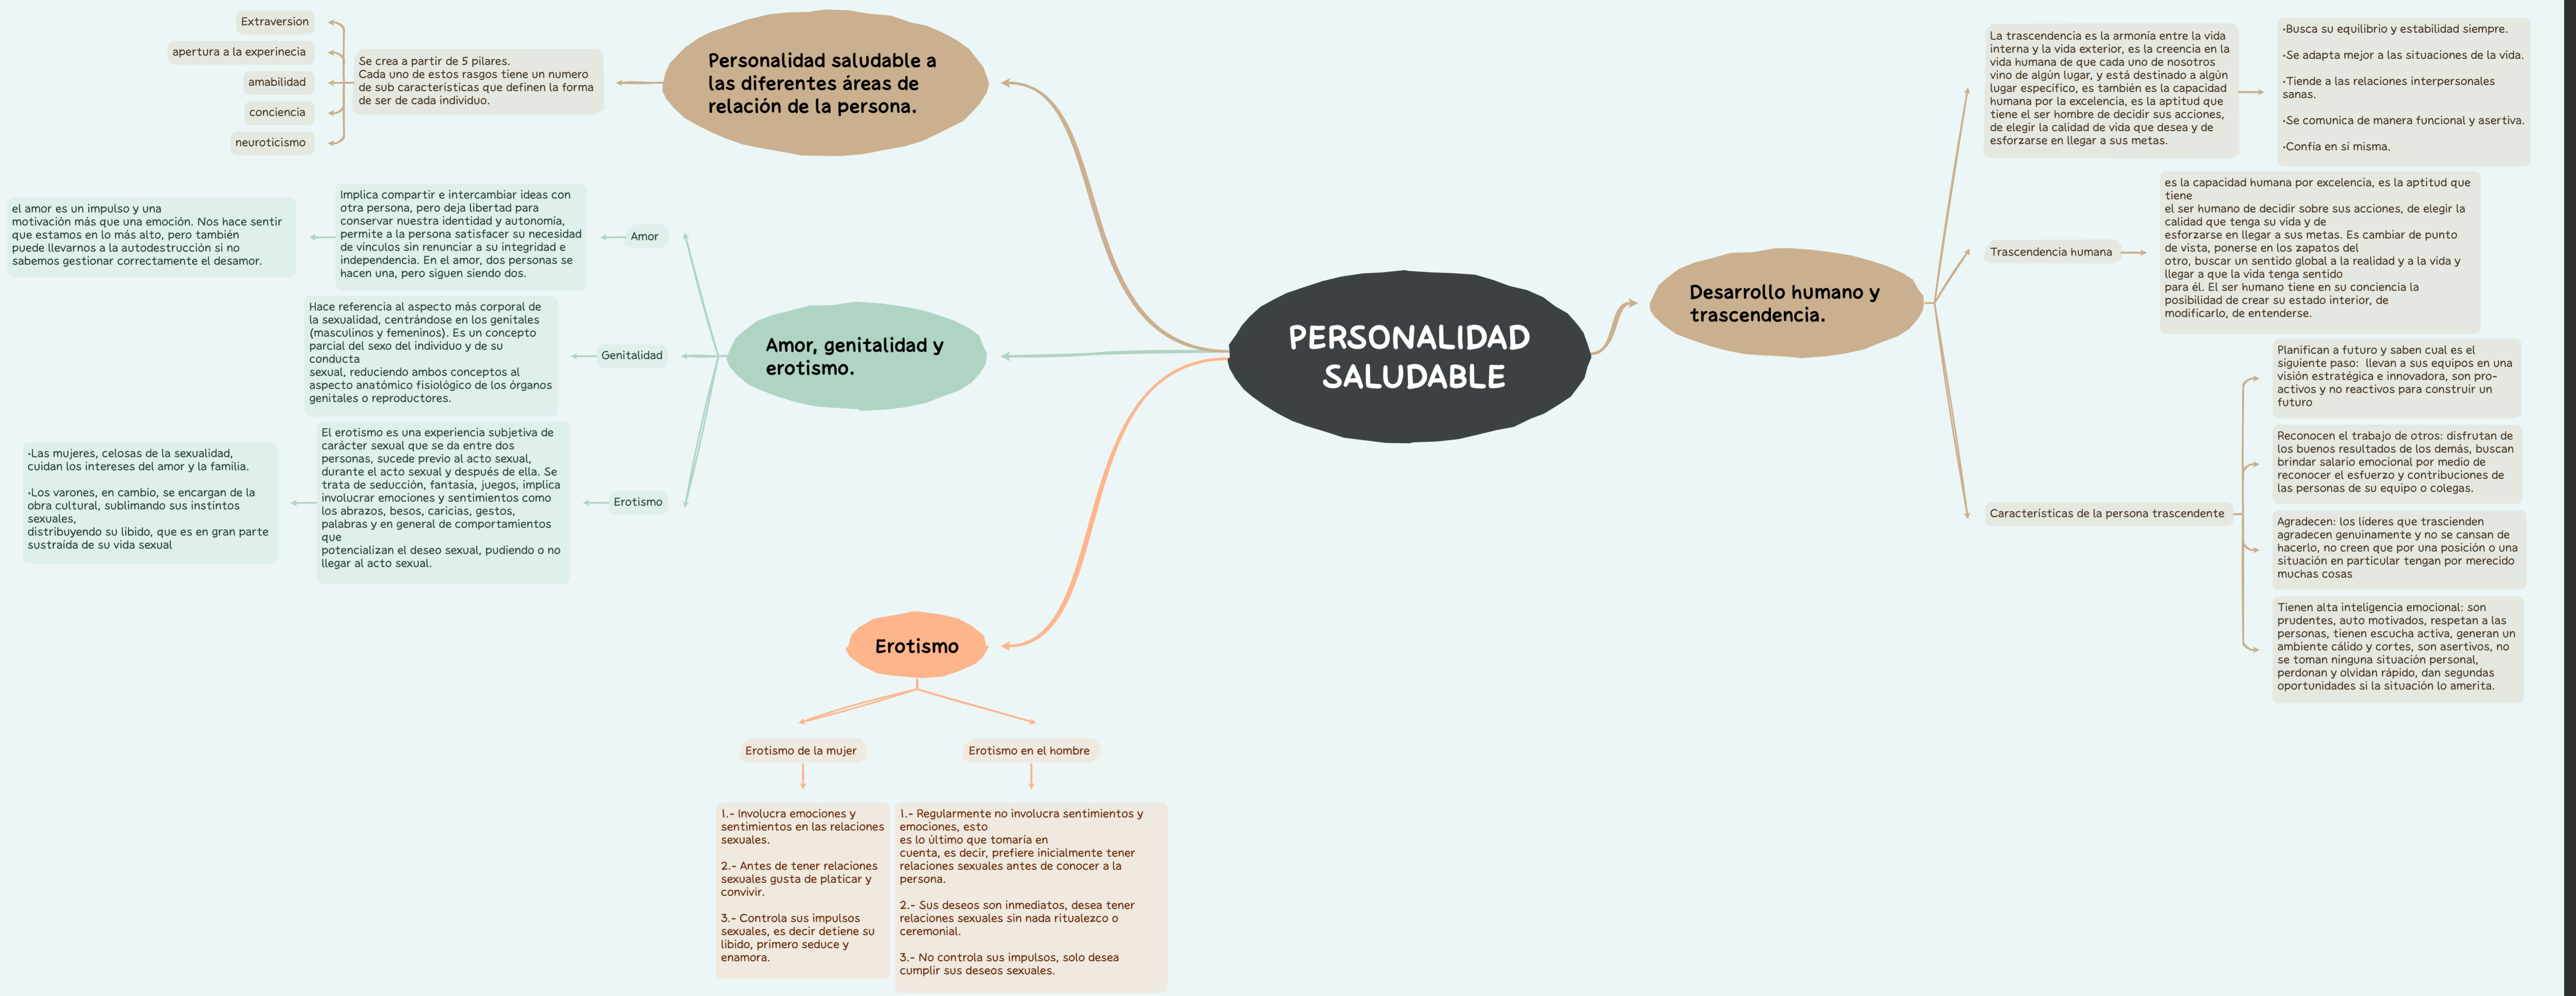 PERSONALIDAD
SALUDABLE
Personalidad saludable a
las diferentes áreas de
relación de la persona.
Se crea a partir de 5 pilares.
Cada uno de estos rasgos tiene un numero
de sub características que definen la forma
de ser de cada individuo.
Extraversion
apertura a la experinecia
amabilidad
conciencia
neuroticismo
Amor, genitalidad y
erotismo.
Amor
Implica compartir e intercambiar ideas con
otra persona, pero deja libertad para
conservar nuestra identidad y autonomía,
permite a la persona satisfacer su necesidad
de vínculos sin renunciar a su integridad e
independencia. En el amor, dos personas se
hacen una, pero siguen siendo dos.
el amor es un impulso y una
motivación más que una emoción. Nos hace sentir
que estamos en lo más alto, pero también
puede llevarnos a la autodestrucción si no
sabemos gestionar correctamente el desamor.
Genitalidad
Hace referencia al aspecto más corporal de
la sexualidad, centrándose en los genitales
(masculinos y femeninos). Es un concepto
parcial del sexo del individuo y de su
conducta
sexual, reduciendo ambos conceptos al
aspecto anatómico fisiológico de los órganos
genitales o reproductores.
Erotismo
El erotismo es una experiencia subjetiva de
carácter sexual que se da entre dos
personas, sucede previo al acto sexual,
durante el acto sexual y después de ella. Se
trata de seducción, fantasía, juegos, implica
involucrar emociones y sentimientos como
los abrazos, besos, caricias, gestos,
palabras y en general de comportamientos
que
potencializan el deseo sexual, pudiendo o no
llegar al acto sexual.
•Las mujeres, celosas de la sexualidad,
cuidan los intereses del amor y la familia.
•Los varones, en cambio, se encargan de la
obra cultural, sublimando sus instintos
sexuales,
distribuyendo su libido, que es en gran parte
sustraída de su vida sexual
Erotismo
Erotismo de la mujer
1.- Involucra emociones y
sentimientos en las relaciones
sexuales.
2.- Antes de tener relaciones
sexuales gusta de platicar y
convivir.
3.- Controla sus impulsos
sexuales, es decir detiene su
libido, primero seduce y
enamora.
Erotismo en el hombre
1.- Regularmente no involucra sentimientos y
emociones, esto
es lo último que tomaría en
cuenta, es decir, prefiere inicialmente tener
relaciones sexuales antes de conocer a la
persona.
2.- Sus deseos son inmediatos, desea tener
relaciones sexuales sin nada ritualezco o
ceremonial.
3.- No controla sus impulsos, solo desea
cumplir sus deseos sexuales.
Desarrollo humano y
trascendencia.
La trascendencia es la armonía entre la vida
interna y la vida exterior, es la creencia en la
vida humana de que cada uno de nosotros
vino de algún lugar, y está destinado a algún
lugar específico, es también es la capacidad
humana por la excelencia, es la aptitud que
tiene el ser hombre de decidir sus acciones,
de elegir la calidad de vida que desea y de
esforzarse en llegar a sus metas.
•Busca su equilibrio y estabilidad siempre.
•Se adapta mejor a las situaciones de la vida.
•Tiende a las relaciones interpersonales
sanas.
•Se comunica de manera funcional y asertiva.
•Confía en sí misma.
Trascendencia humana
es la capacidad humana por excelencia, es la aptitud que
tiene
el ser humano de decidir sobre sus acciones, de elegir la
calidad que tenga su vida y de
esforzarse en llegar a sus metas. Es cambiar de punto
de vista, ponerse en los zapatos del
otro, buscar un sentido global a la realidad y a la vida y
llegar a que la vida tenga sentido
para él. El ser humano tiene en su conciencia la
posibilidad de crear su estado interior, de
modificarlo, de entenderse.
Características de la persona trascendente
Planifican a futuro y saben cual es el
siguiente paso:  llevan a sus equipos en una
visión estratégica e innovadora, son pro-
activos y no reactivos para construir un
futuro
Reconocen el trabajo de otros: disfrutan de
los buenos resultados de los demás, buscan
brindar salario emocional por medio de
reconocer el esfuerzo y contribuciones de
las personas de su equipo o colegas.
Agradecen: los líderes que trascienden
agradecen genuinamente y no se cansan de
hacerlo, no creen que por una posición o una
situación en particular tengan por merecido
muchas cosas
Tienen alta inteligencia emocional: son
prudentes, auto motivados, respetan a las
personas, tienen escucha activa, generan un
ambiente cálido y cortes, son asertivos, no
se toman ninguna situación personal,
perdonan y olvidan rápido, dan segundas
oportunidades si la situación lo amerita.